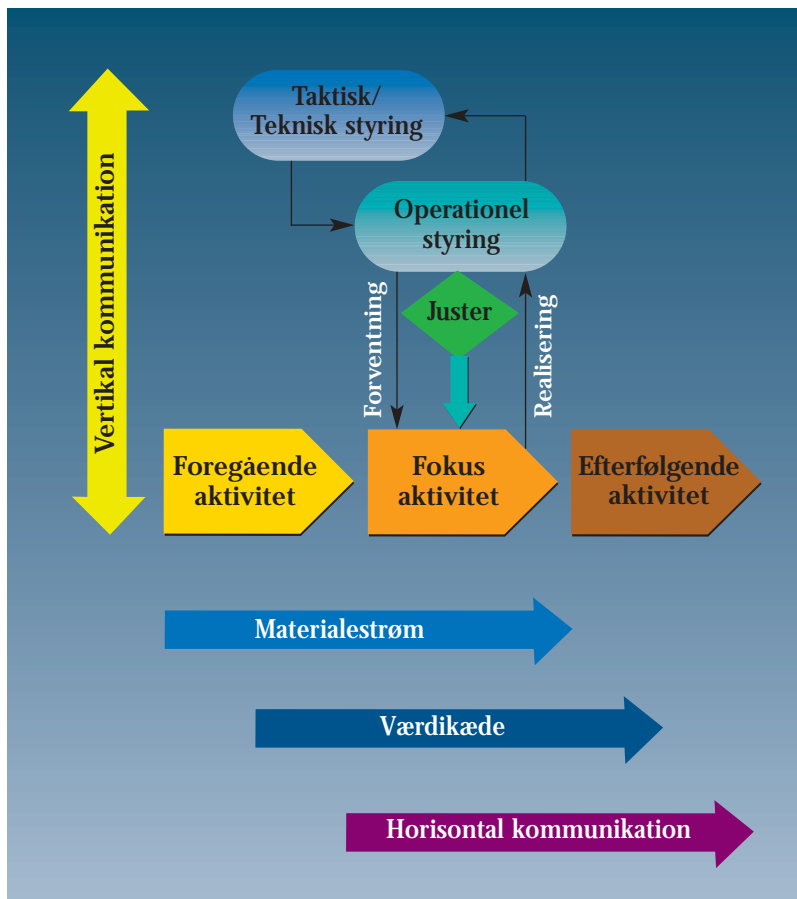 Taktisk/
Teknisk styring
Vertikal kommunikation
Operationel
styring
Forventning
Juster
Realisering
Foregående
aktivitet
Fokus
aktivitet
Efterfølgende
aktivitet
Materialestrøm
Værdikæde
Horisontal kommunikation